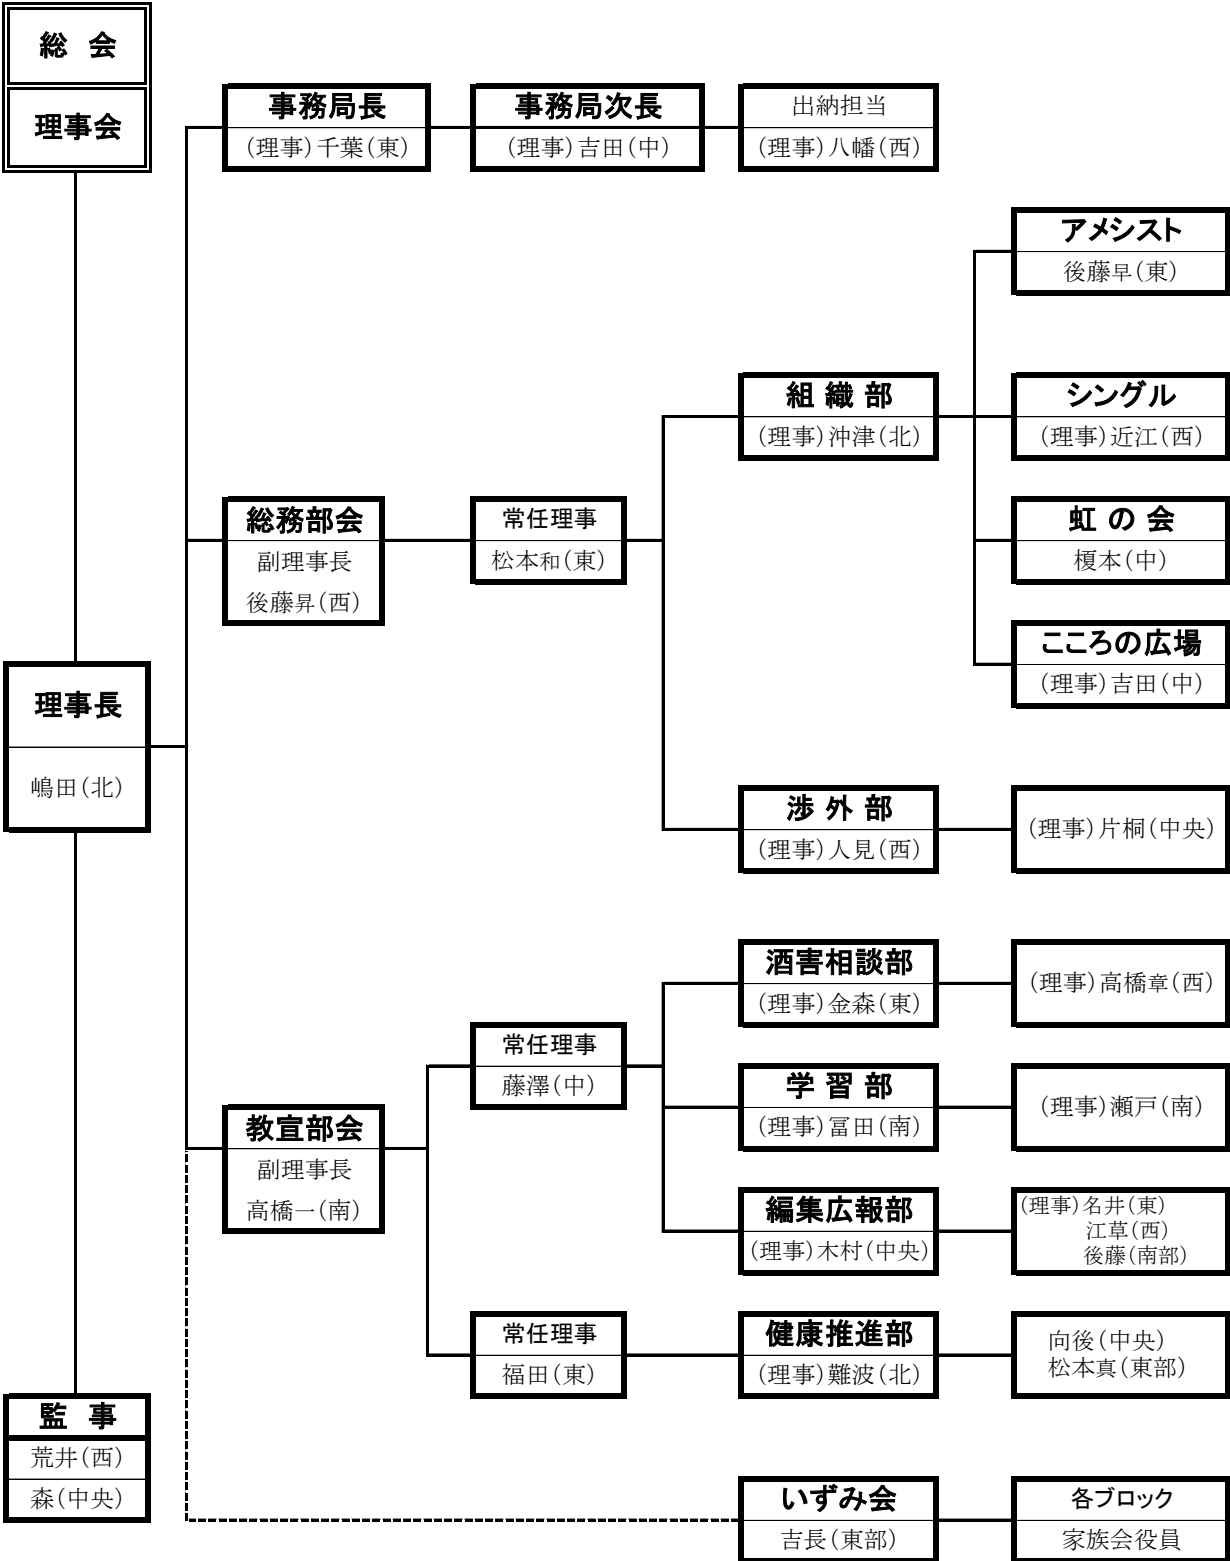 総 会
理事会
事務局長
(理事)千葉(東)
事務局次長
(理事)吉田(中)
出納担当
(理事)八幡(西)
アメシスト
後藤早(東)
組 織 部
(理事)沖津(北)
シングル
(理事)近江(西)
総務部会
副理事長
後藤昇(西)
常任理事
松本和(東)
虹 の 会
榎本(中)
こころの広場
(理事)吉田(中)
理事長
嶋田(北)
渉 外 部
(理事)人見(西)
(理事)片桐(中央)
酒害相談部
(理事)金森(東)
(理事)高橋章(西)
常任理事
藤澤(中)
学 習 部
(理事)冨田(南)
(理事)瀬戸(南)
教宣部会
副理事長
高橋一(南)
編集広報部
(理事)木村(中央)
(理事)名井(東)
江草(西)
後藤(南部)
常任理事
福田(東)
健康推進部
(理事)難波(北)
向後(中央)
松本真(東部)
監 事
荒井(西)
森(中央)
いずみ会
吉長(東部)
各ブロック
家族会役員